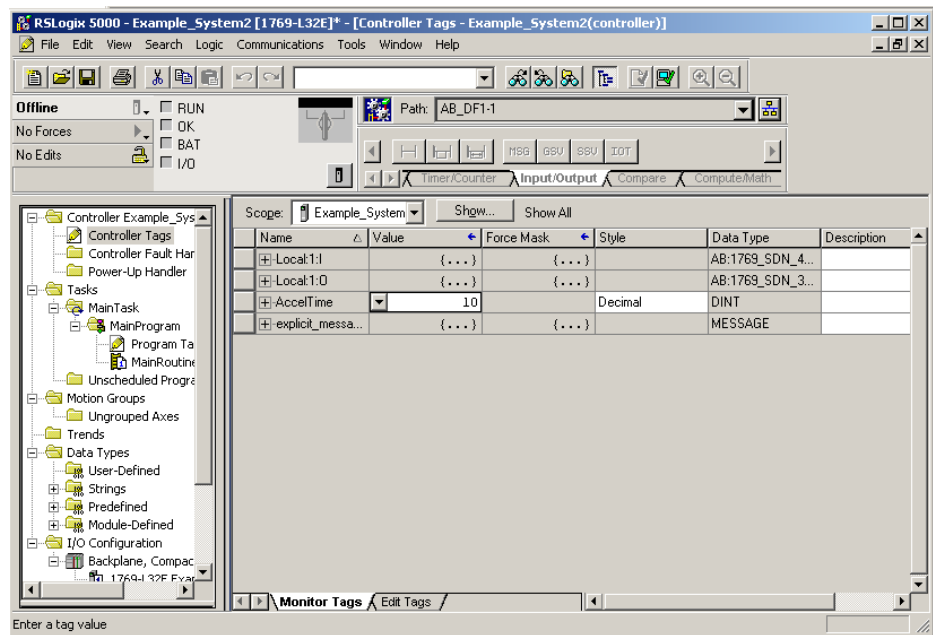 RSLogix 5000 - Example_System2 [1769-L32E]* - [Controller Tags - Example_System2(controller)]
File Edit View Search Logic Communications Tools Window Help
Offline RUN Path: AB_DF1-1
No Forces OK
No Edits BAT
I/O
MSG GSV SSV IOT
Timer/Counter Input/Output Compare Compute/Math
Controller Example_Sys
Controller Tags
Controller Fault Har
Power-Up Handler
Tasks
MainTask
MainProgram
Program Ta
MainRoutine
Unscheduled Progra
Motion Groups
Ungrouped Axes
Trends
Data Types
User-Defined
Strings
Predefined
Module-Defined
I/O Configuration
Backplane, Compac
1769-L32E Exar
Scope: Example_System Show... Show All
Name Value Force Mask Style Data Type Description
Local:1:I {...} {...} AB:1769_SDN_4...
Local:1:O {...} {...} AB:1769_SDN_3...
AccelTime 10 Decimal DINT
explicit_messa... {...} {...} MESSAGE
Monitor Tags Edit Tags
Enter a tag value